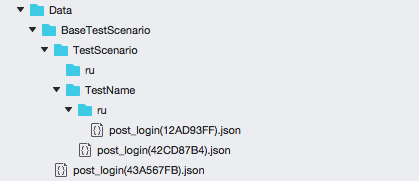 Data
BaseTestScenario
TestScenario
ru
TestName
ru
post_login(12AD93FF).json
post_login(42CD87B4).json
post_login(43A567FB).json